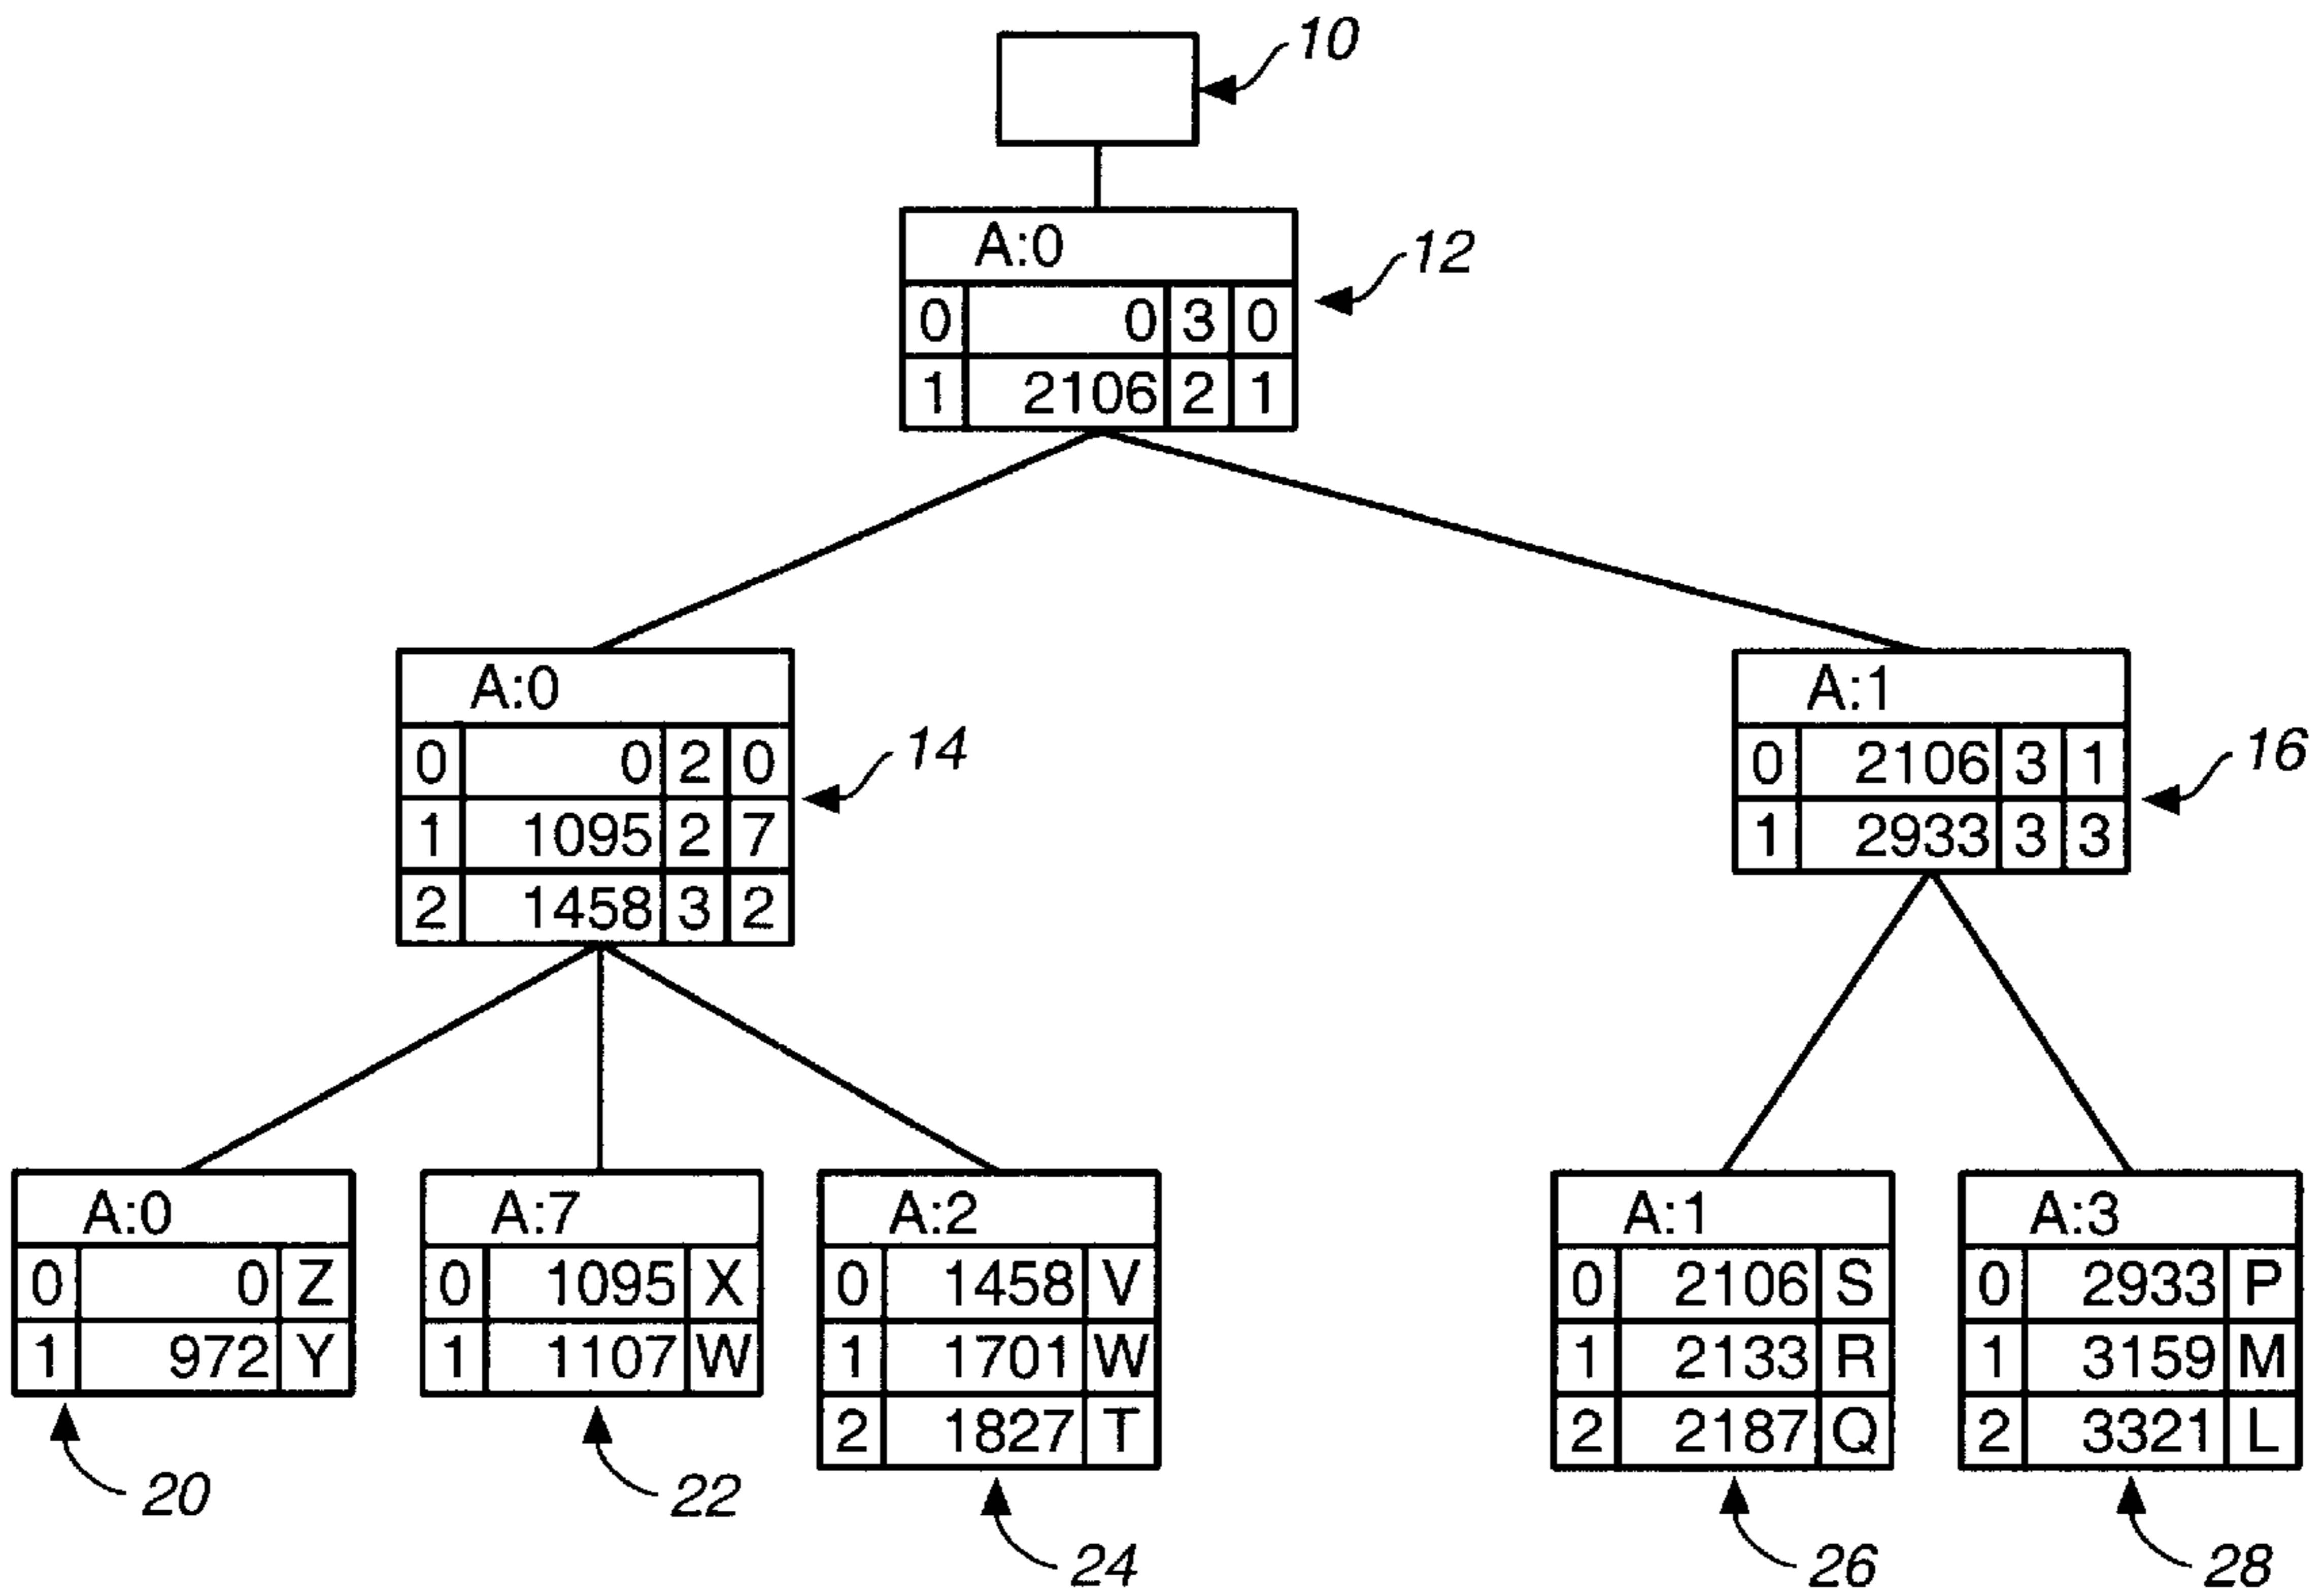 10
A:0
12
0 0 3 0
1 2106 2 1
A:0
0 0 2 0
14
1 1095 2 7
2 1458 3 2
A:1
0 2106 3 1
16
1 2933 3 3
A:0
0 0 Z
1 972 Y
20
A:7
0 1095 X
1 1107 W
22
A:2
0 1458 V
1 1701 W
2 1827 T
24
A:1
0 2106 S
1 2133 R
2 2187 Q
26
A:3
0 2933 P
1 3159 M
2 3321 L
28